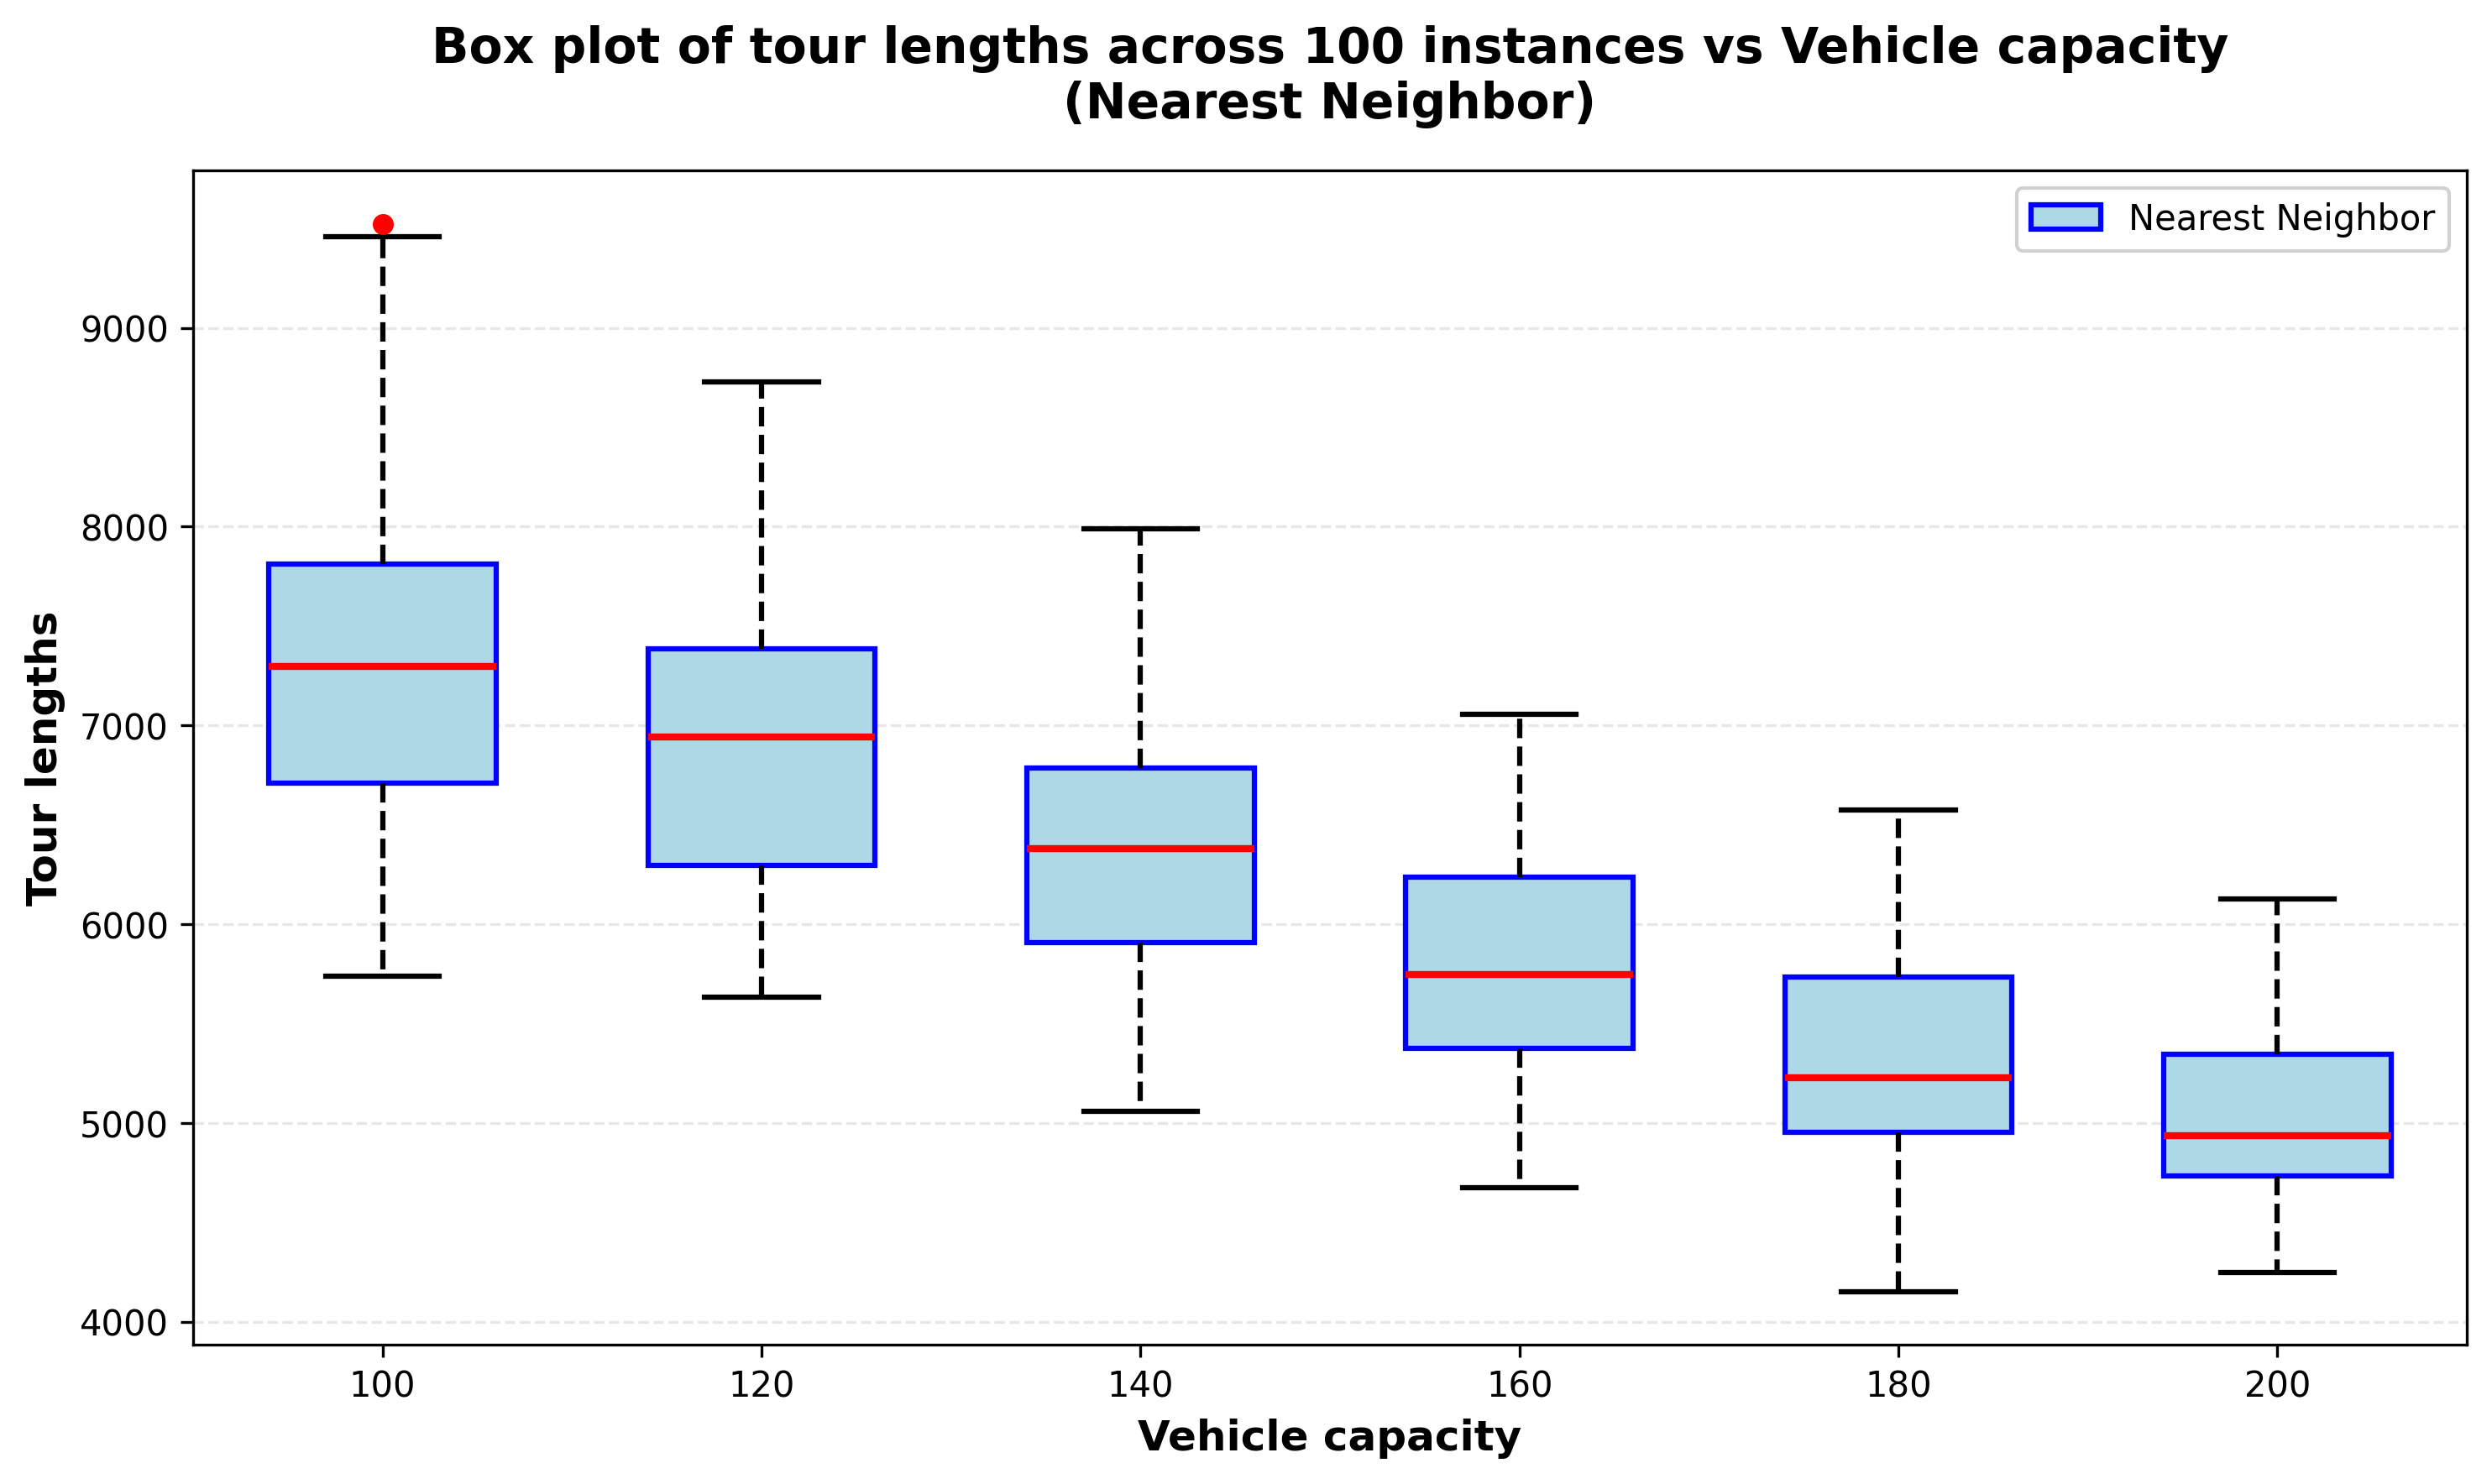 Box plot of tour lengths across 100 instances vs Vehicle capacity
(Nearest Neighbor)
Nearest Neighbor
Tour lengths
9000
8000
7000
6000
5000
4000
100 120 140 160 180 200
Vehicle capacity